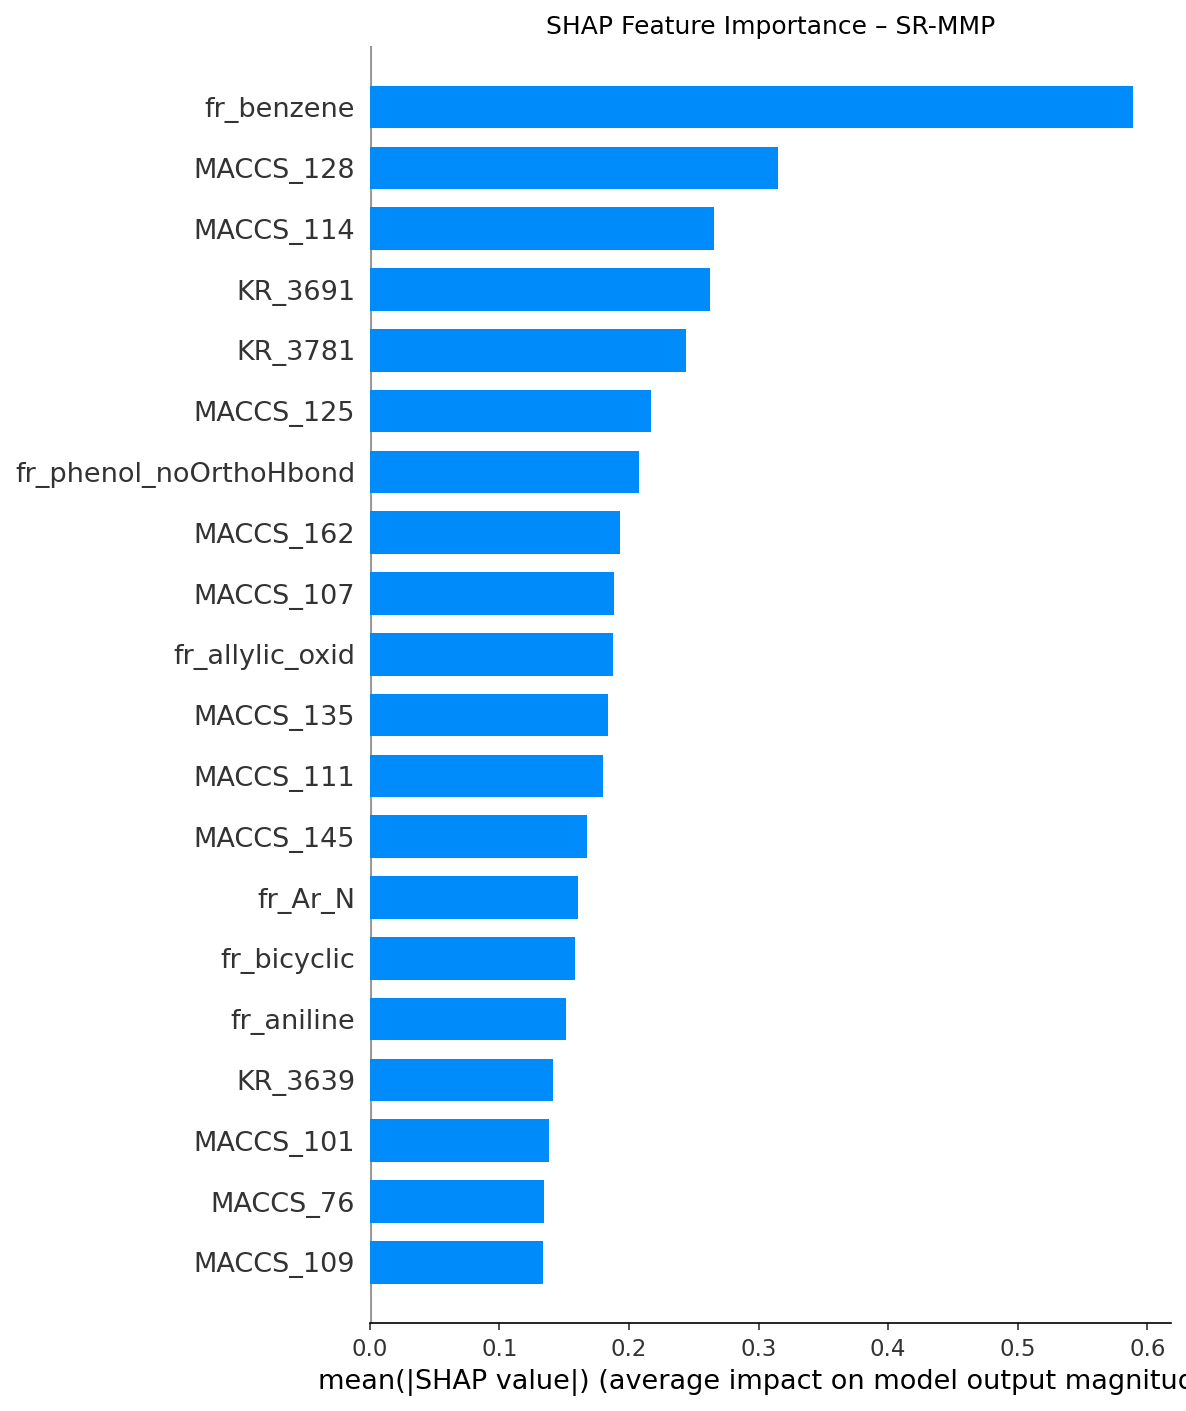 SHAP Feature Importance – SR-MMP
fr_benzene
MACCS_128
MACCS_114
KR_3691
KR_3781
MACCS_125
fr_phenol_noOrthoHbond
MACCS_162
MACCS_107
fr_allylic_oxid
MACCS_135
MACCS_111
MACCS_145
fr_Ar_N
fr_bicyclic
fr_aniline
KR_3639
MACCS_101
MACCS_76
MACCS_109
0.0 0.1 0.2 0.3 0.4 0.5 0.6
mean(|SHAP value|) (average impact on model output magnitud